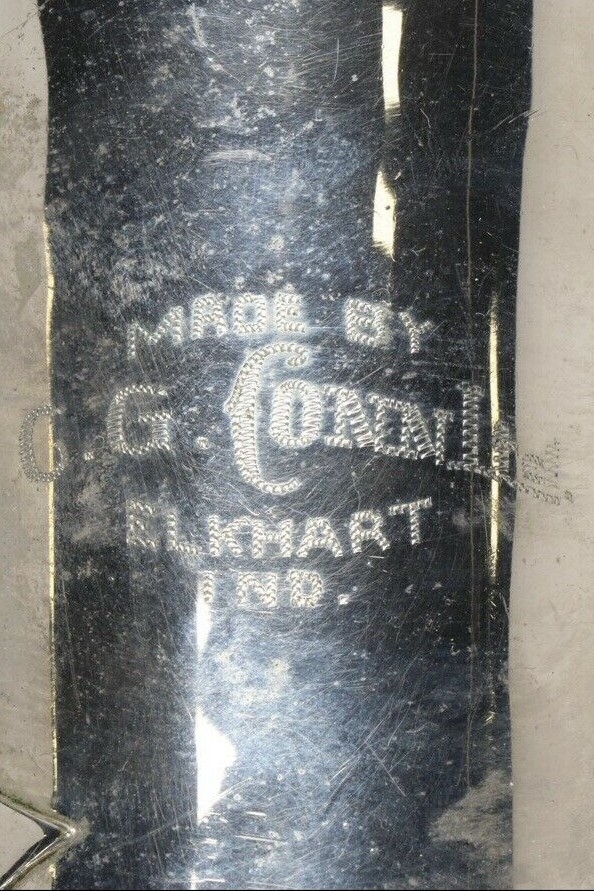 MADE BY
C. G. CONN LTD.
ELKHART
IND.